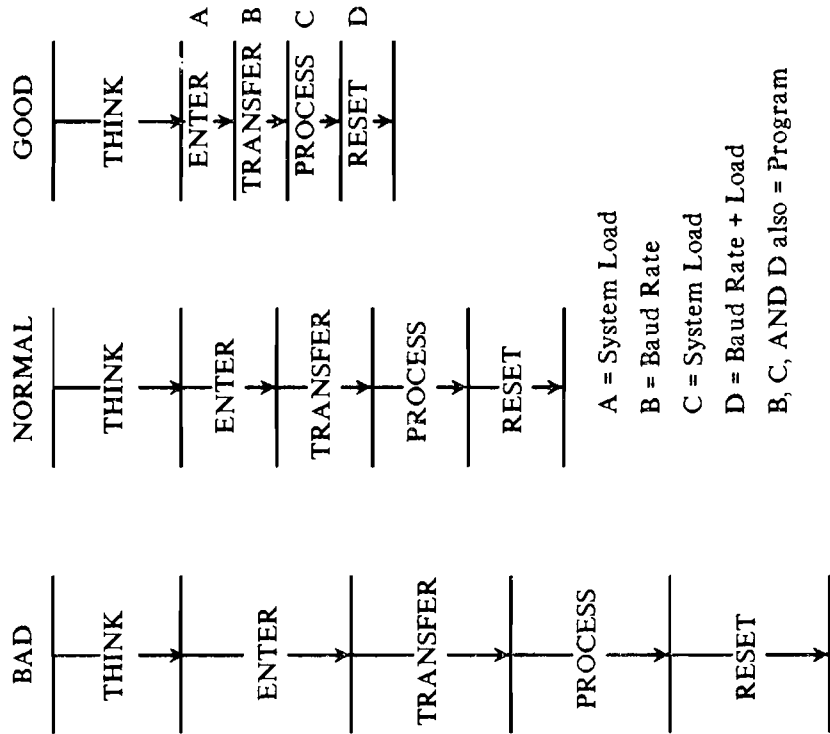 BAD
THINK
ENTER
TRANSFER
PROCESS
RESET
NORMAL
THINK
ENTER
TRANSFER
PROCESS
RESET
GOOD
THINK
ENTER A
TRANSFER B
PROCESS C
RESET D
A = System Load
B = Baud Rate
C = System Load
D = Baud Rate + Load
B, C, AND D also = Program